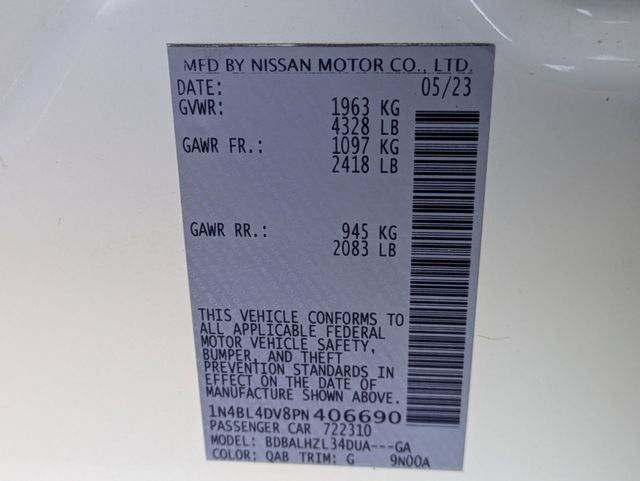 MFD BY NISSAN MOTOR CO., LTD.
DATE: 05/23
GVWR: 1963 KG
4328 LB
GAWR FR.: 1097 KG
2418 LB
GAWR RR.: 945 KG
2083 LB
THIS VEHICLE CONFORMS TO
ALL APPLICABLE FEDERAL
MOTOR VEHICLE SAFETY,
BUMPER, AND THEFT
PREVENTION STANDARDS IN
EFFECT ON THE DATE OF
MANUFACTURE SHOWN ABOVE.
1N4BL4DV8PN406690
PASSENGER CAR 722310
MODEL: BDBALHZL34DUA---GA
COLOR: QAB TRIM: G 9N00A